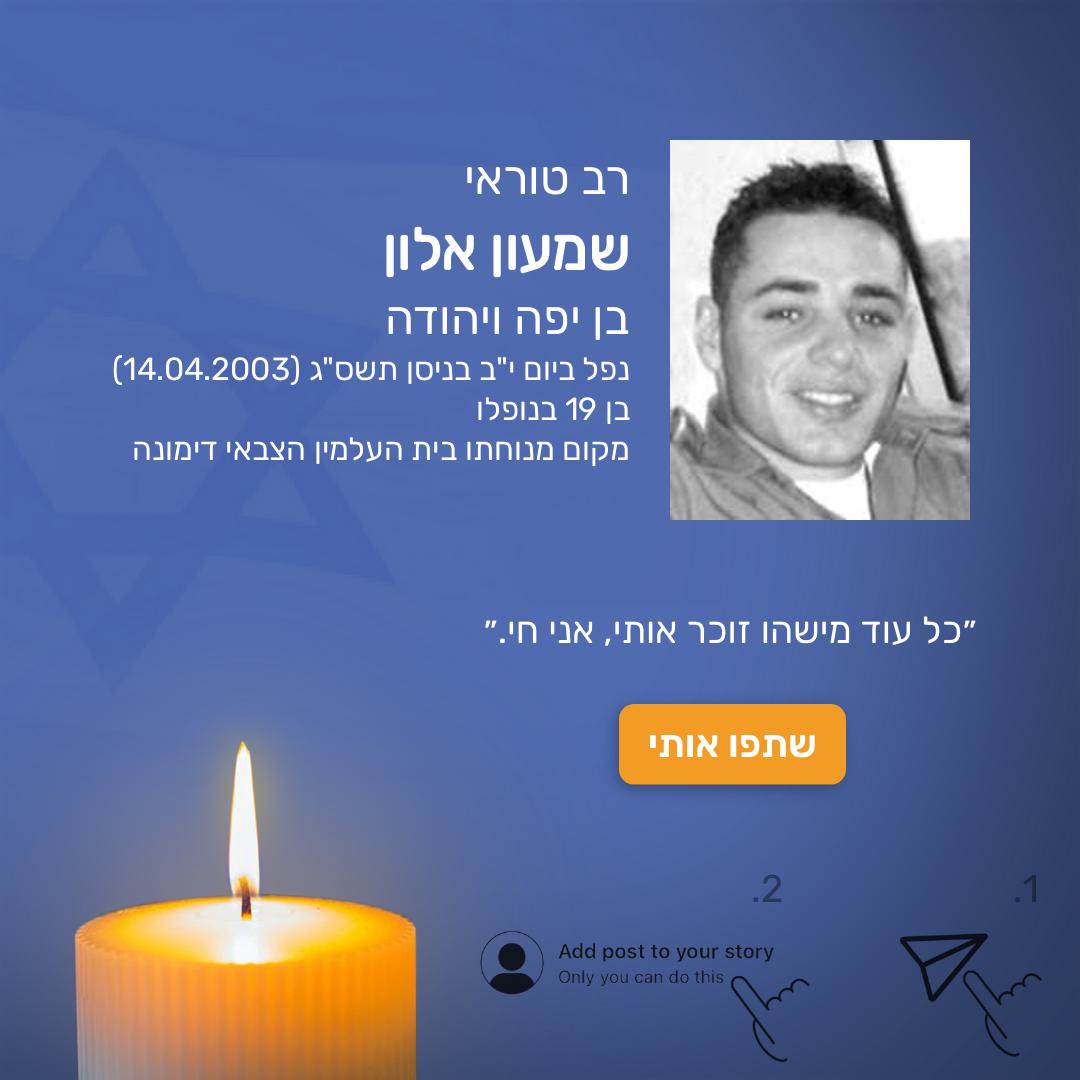 רב טוראי
שמעון אלון
בן יפה ויהודה
נפל ביום י"ב בניסן תשס"ג (14.04.2003)
בן 19 בנופלו
מקום מנוחתו בית העלמין הצבאי דימונה
״כל עוד מישהו זוכר אותי, אני חי.״
שתפו אותי
1.
2.
Add post to your story
Only you can do this